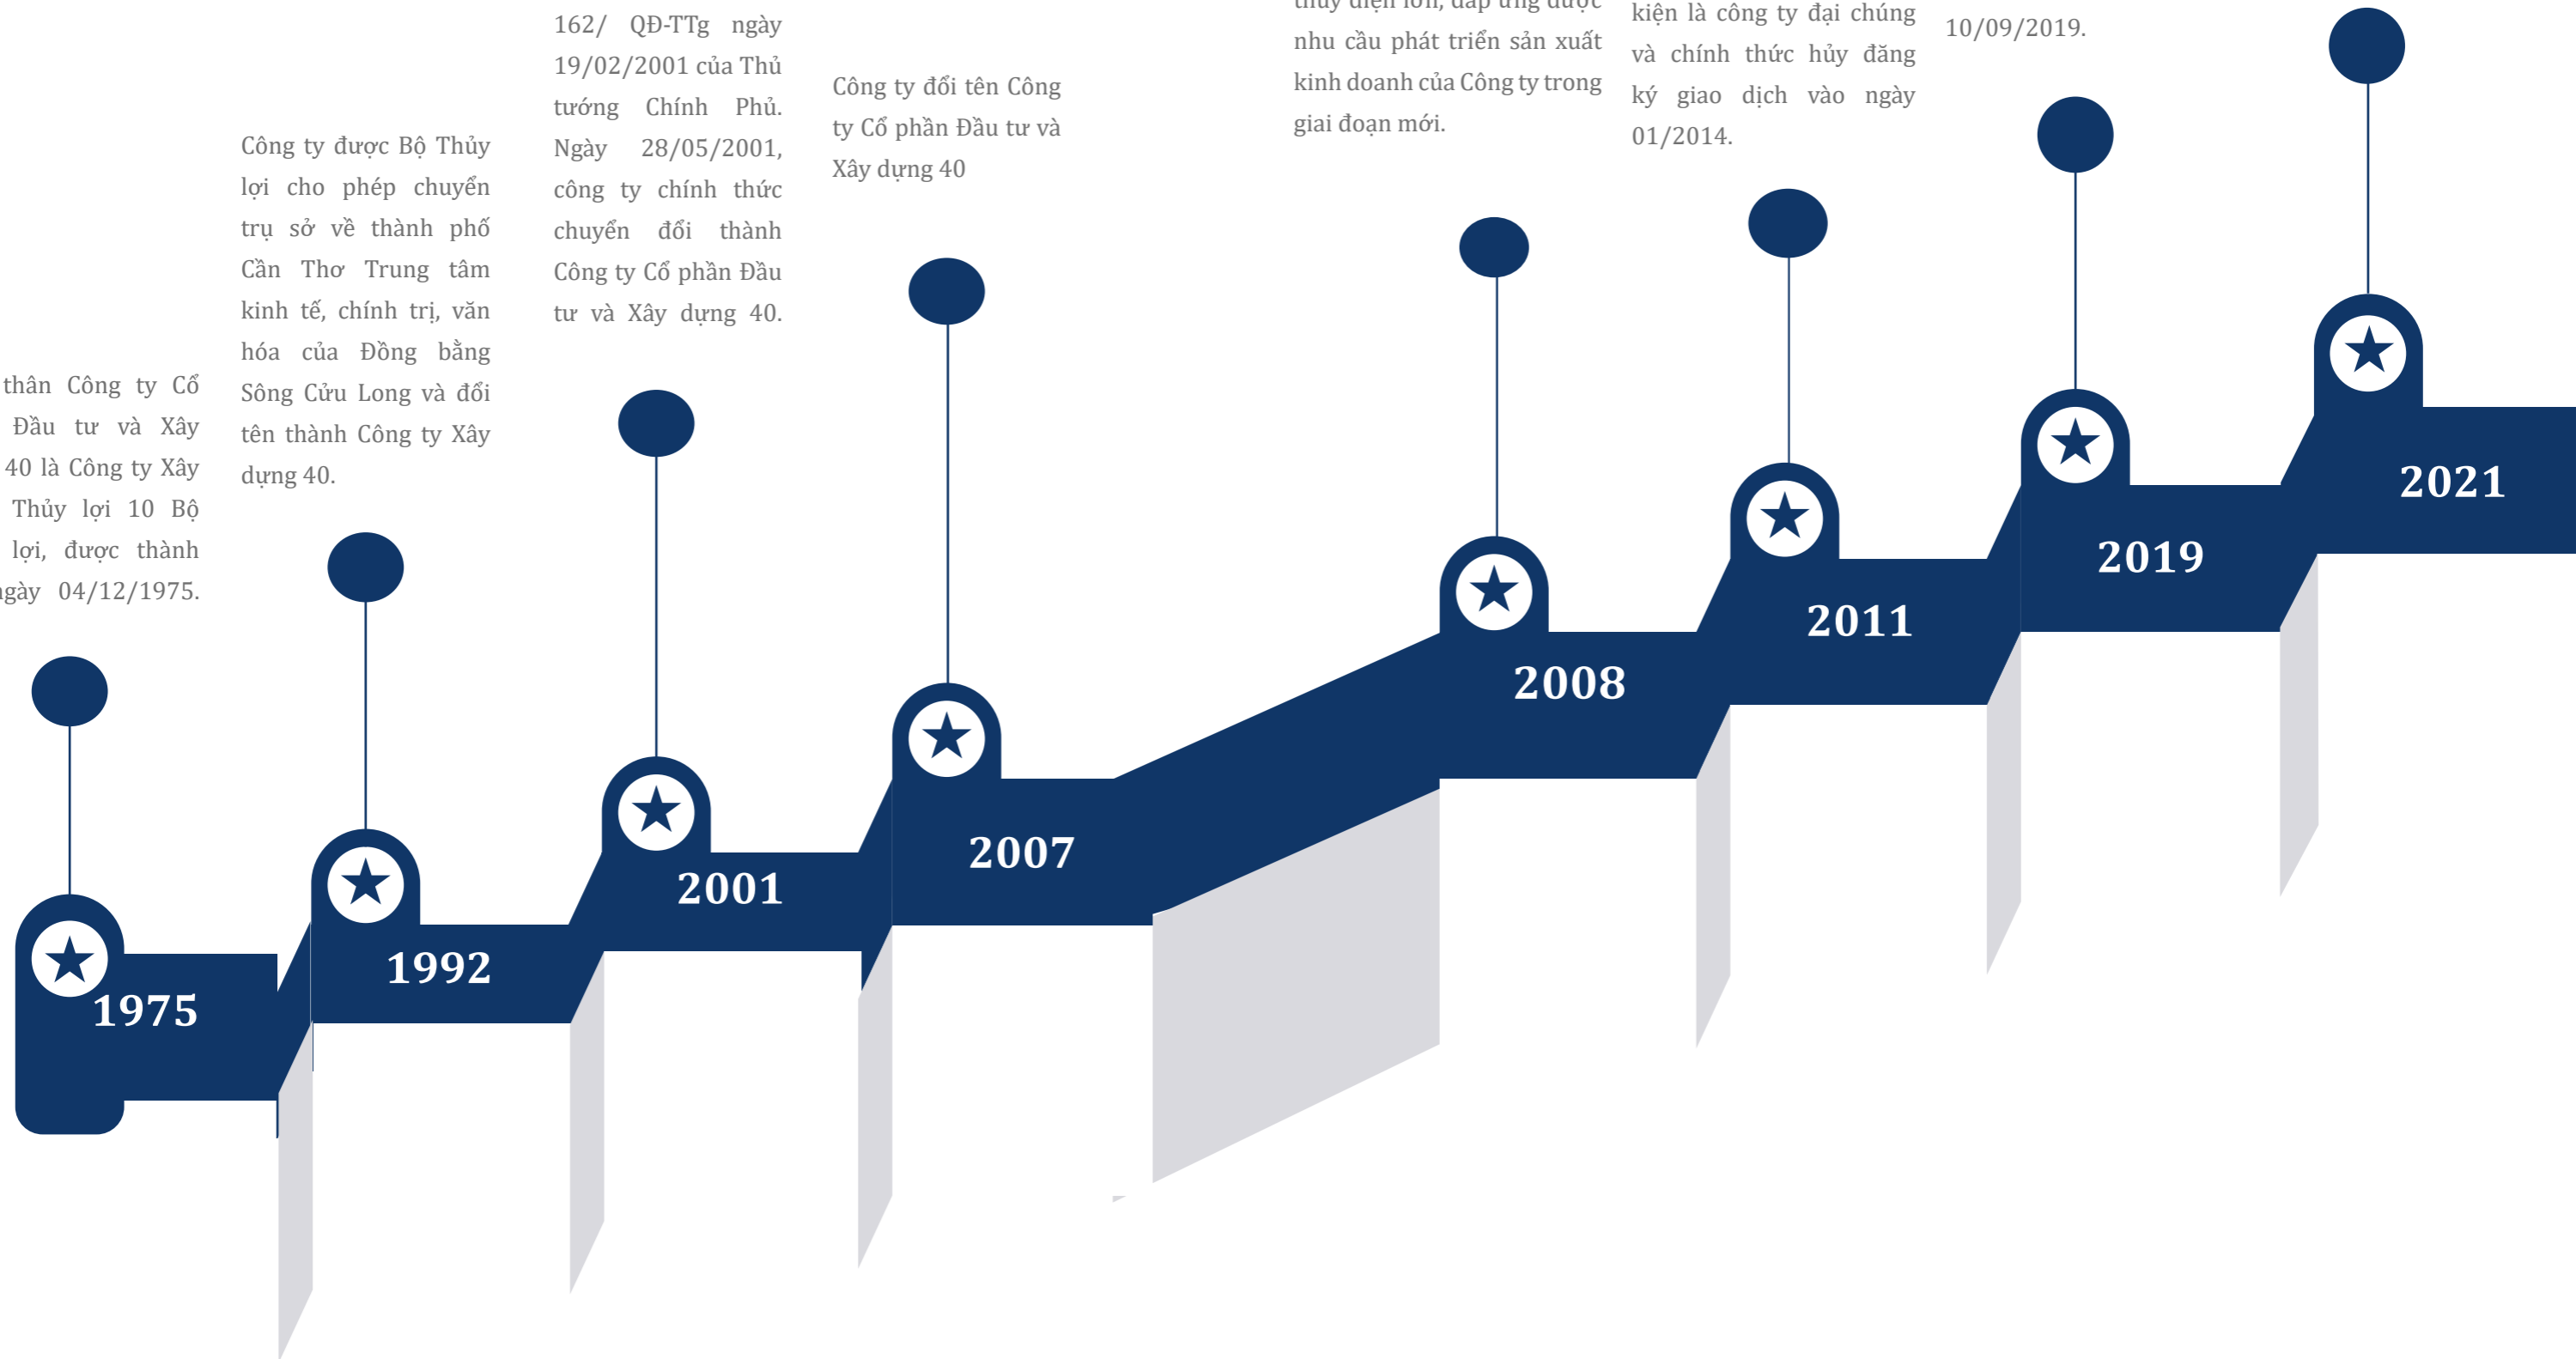 thân Công ty Cổ
Đầu tư và Xây
40 là Công ty Xây
Thủy lợi 10 Bộ
lợi, được thành
04/12/1975.
Công ty được Bộ Thủy
lợi cho phép chuyển
trụ sở về thành phố
Cần Thơ Trung tâm
kinh tế, chính trị, văn
hóa của Đồng bằng
Sông Cửu Long và đổi
tên thành Công ty Xây
dựng 40.
162/ QĐ-TTg ngày
19/02/2001 của Thủ
tướng Chính Phủ.
Ngày 28/05/2001,
công ty chính thức
chuyển đổi thành
Công ty Cổ phần Đầu
tư và Xây dựng 40.
Công ty đổi tên Công
ty Cổ phần Đầu tư và
Xây dựng 40
thủy điện lớn, đáp ứng được
nhu cầu phát triển sản xuất
kinh doanh của Công ty trong
giai đoạn mới.
kiện là công ty đại chúng
và chính thức hủy đăng
ký giao dịch vào ngày
01/2014.
10/09/2019.
1975
1992
2001
2007
2008
2011
2019
2021